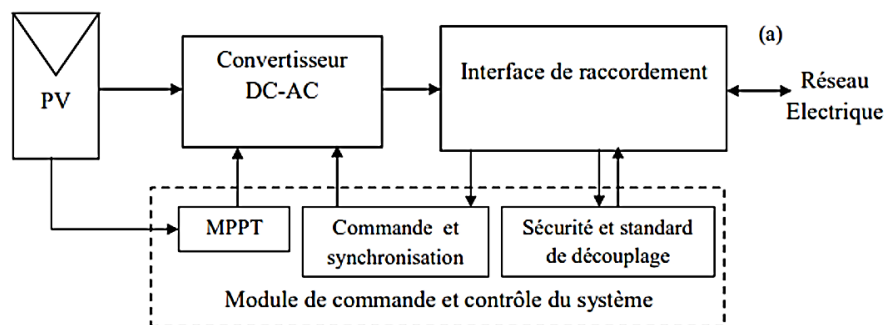 (a)
PV
Convertisseur
DC-AC
Interface de raccordement
Réseau
Electrique
MPPT
Commande et
synchronisation
Sécurité et standard
de découplage
Module de commande et contrôle du système